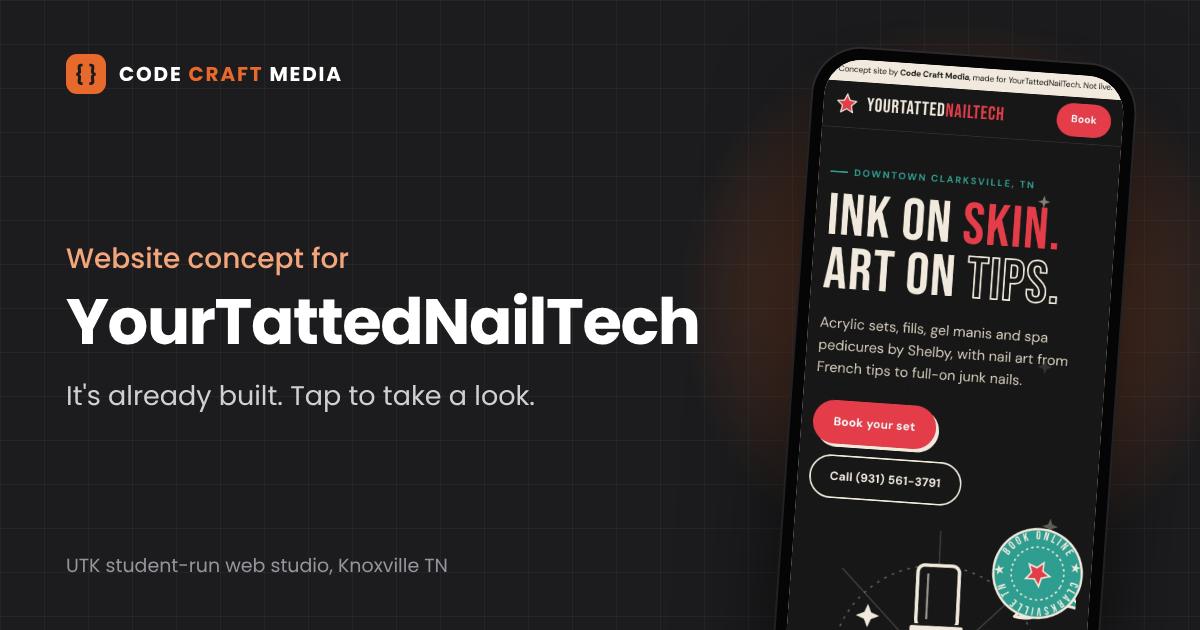 { } CODE CRAFT MEDIA
Website concept for
YourTattedNailTech
It's already built. Tap to take a look.
UTK student-run web studio, Knoxville TN
Concept site by Code Craft Media, made for YourTattedNailTech. Not live.
YOURTATTEDNAILTECH
Book
DOWNTOWN CLARKSVILLE, TN
INK ON SKIN.
ART ON TIPS.
Acrylic sets, fills, gel manis and spa
pedicures by Shelby, with nail art from
French tips to full-on junk nails.
Book your set
Call (931) 561-3791
BOOK ONLINE
CLARKSVILLE TN